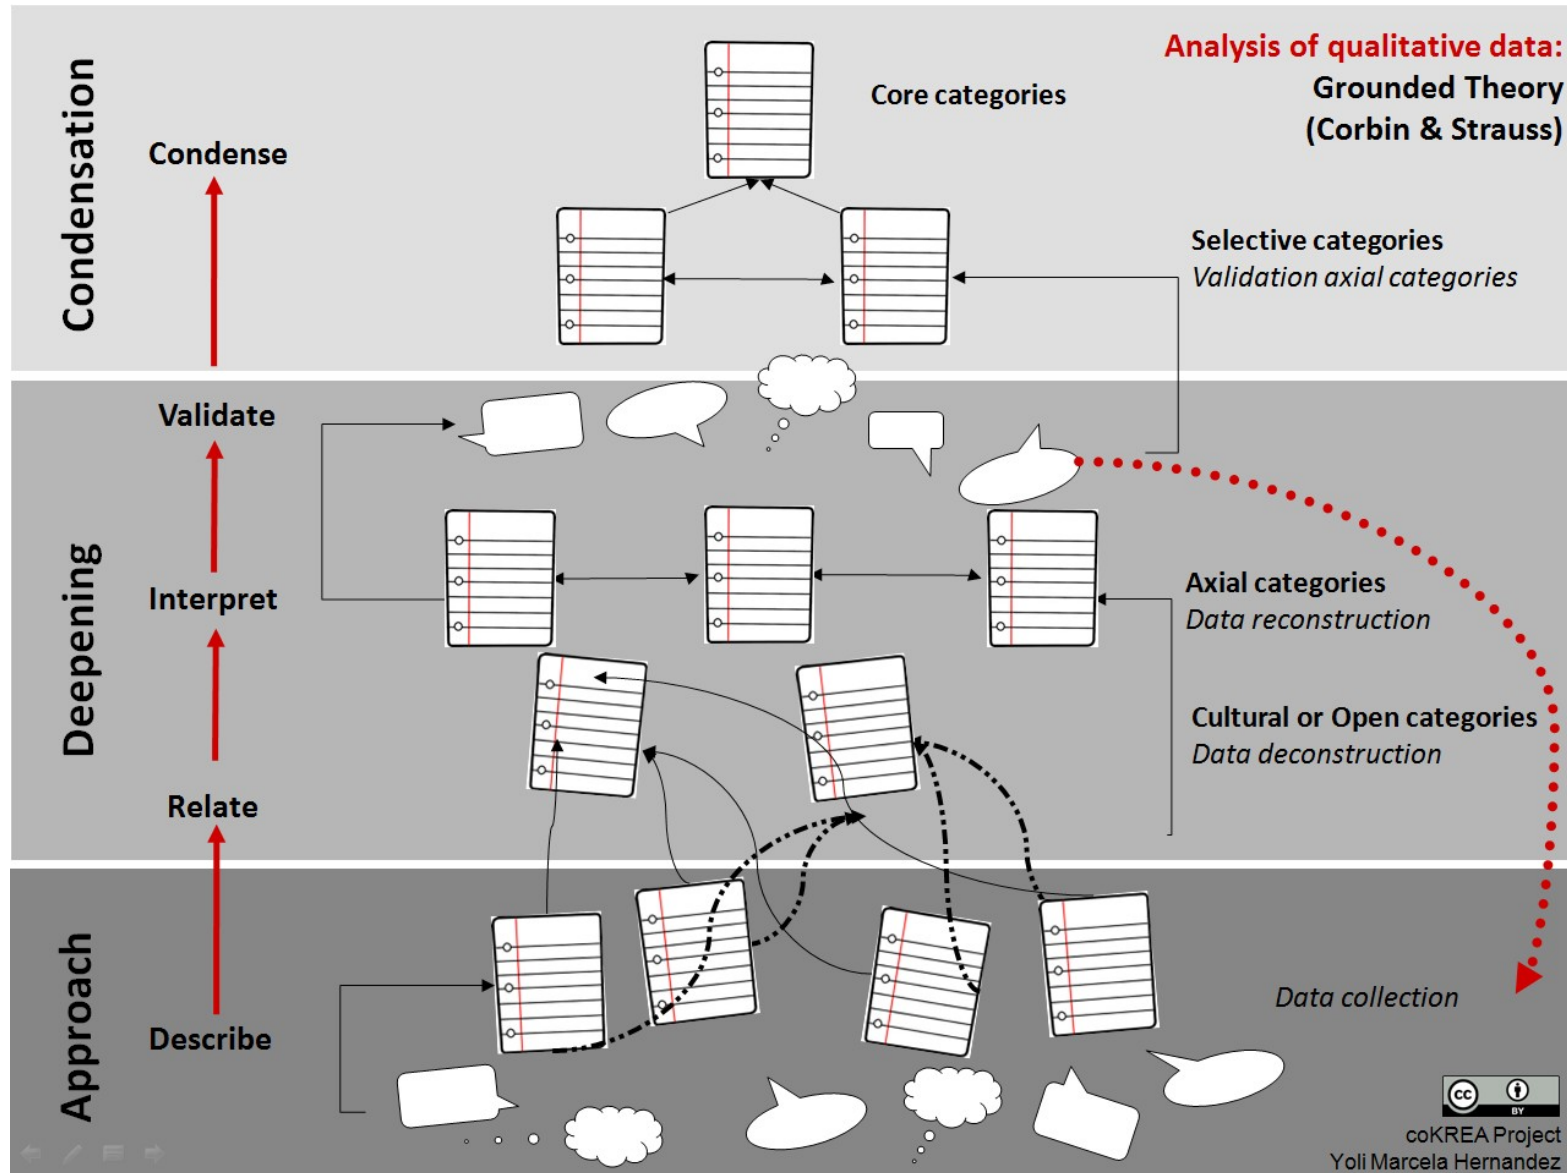 Analysis of qualitative data:
Grounded Theory
(Corbin & Strauss)
Condensation
Condense
Core categories
Selective categories
Validation axial categories
Deepening
Validate
Interpret
Relate
Axial categories
Data reconstruction
Cultural or Open categories
Data deconstruction
Approach
Describe
Data collection
cc
BY
coKREA Project
Yoli Marcela Hernandez